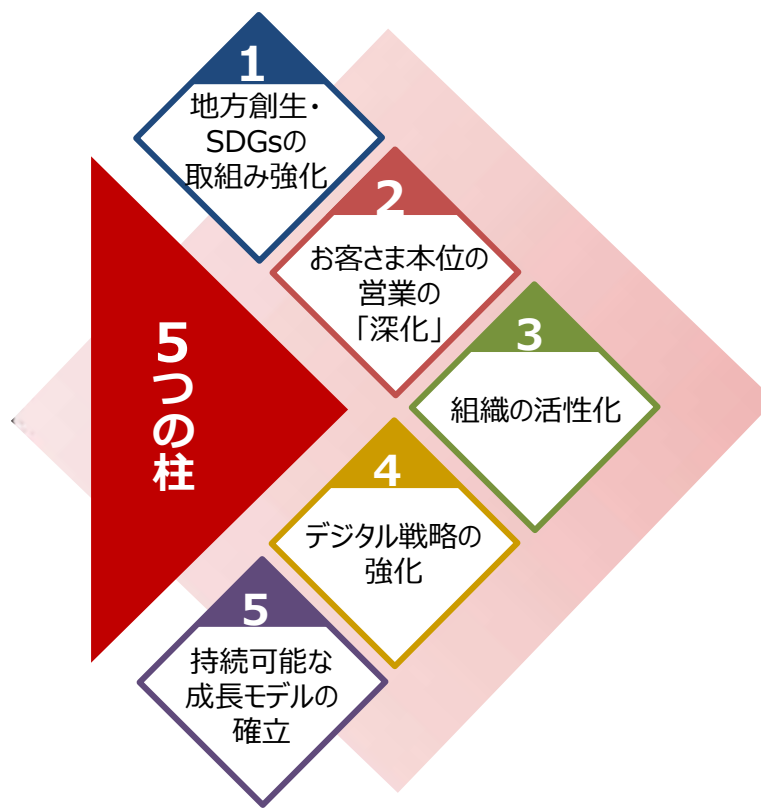 5つの柱
1
地方創生・
SDGsの
取組み強化
2
お客さま本位の
営業の
「深化」
3
組織の活性化
4
デジタル戦略の
強化
5
持続可能な
成長モデルの
確立